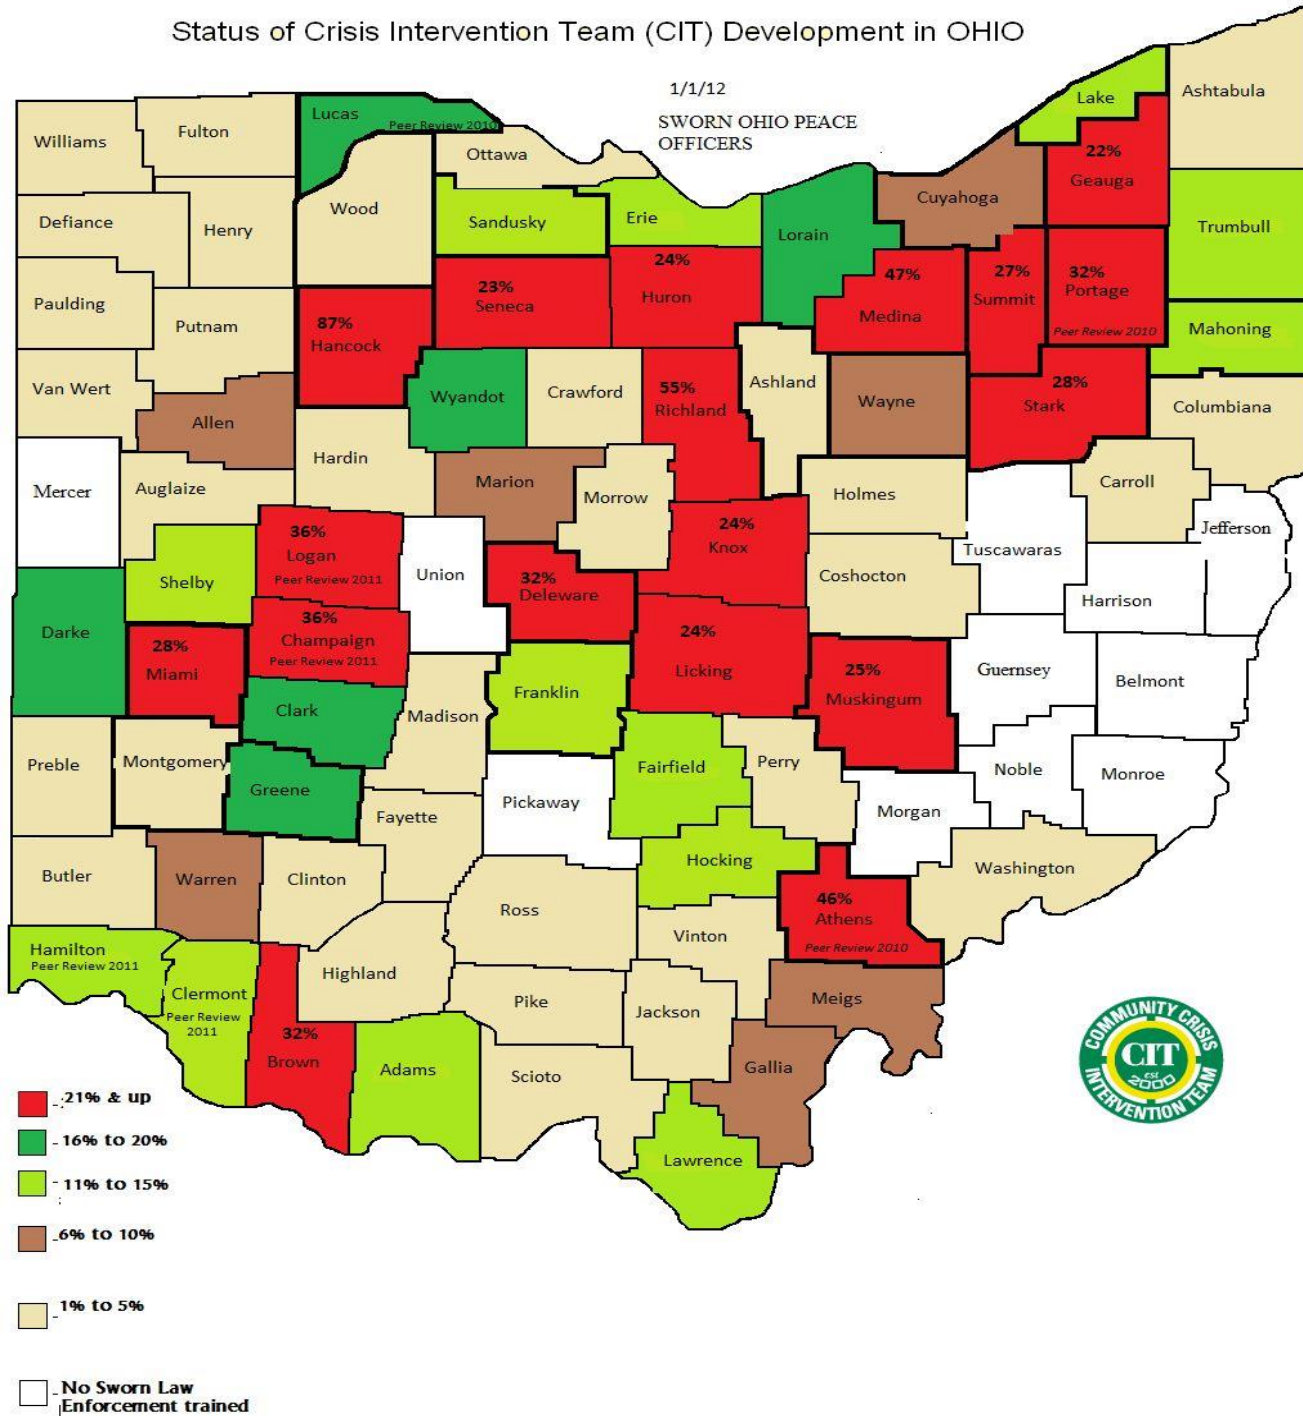 Status of Crisis Intervention Team (CIT) Development in OHIO
1/1/12
SWORN OHIO PEACE
OFFICERS
Williams
Fulton
Lucas
Peer Review 2010
Ottawa
Lake
Ashtabula
22%
Geauga
Defiance
Henry
Wood
Sandusky
Erie
Lorain
Cuyahoga
Trumbull
Paulding
Putnam
87%
Hancock
23%
Seneca
24%
Huron
47%
Medina
27%
Summit
32%
Portage
Peer Review 2010
Mahoning
Van Wert
Allen
Wyandot
Crawford
55%
Richland
Ashland
Wayne
28%
Stark
Columbiana
Mercer
Auglaize
Hardin
Marion
Morrow
Holmes
Carroll
Jefferson
Shelby
36%
Logan
Peer Review 2011
Union
32%
Deleware
24%
Knox
Coshocton
Tuscawaras
Harrison
Darke
28%
Miami
36%
Champaign
Peer Review 2011
Clark
Madison
Franklin
24%
Licking
25%
Muskingum
Guernsey
Belmont
Preble
Montgomery
Greene
Fayette
Pickaway
Fairfield
Perry
Morgan
Noble
Monroe
Butler
Warren
Clinton
Ross
Hocking
46%
Athens
Peer Review 2010
Washington
Hamilton
Peer Review 2011
Clermont
Peer Review
2011
Highland
Pike
Vinton
Jackson
Meigs
32%
Brown
Adams
Scioto
Gallia
Lawrence
COMMUNITY CRISIS
CIT
est
2000
INTERVENTION TEAM
21% & up
16% to 20%
11% to 15%
6% to 10%
1% to 5%
No Sworn Law
Enforcement trained